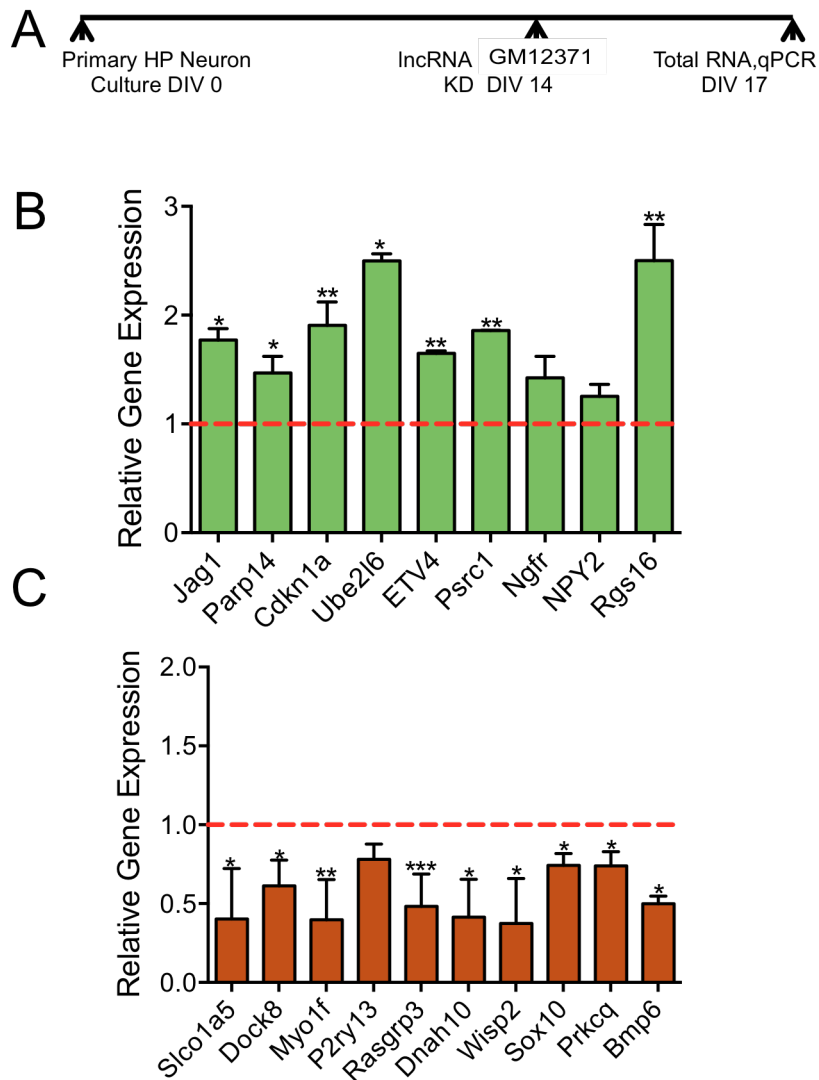 A
Primary HP Neuron
Culture DIV 0
lncRNA GM12371
KD DIV 14
Total RNA,qPCR
DIV 17
B
Relative Gene Expression
3
2
1
0
*
*
**
*
**
**
**
Jag1
Parp14
Cdkn1a
Ube2l6
ETV4
Psrc1
Ngfr
NPY2
Rgs16
C
Relative Gene Expression
2.0
1.5
1.0
0.5
0.0
*
*
**
***
*
*
*
*
*
Slco1a5
Dock8
Myo1f
P2ry13
Rasgrp3
Dnah10
Wisp2
Sox10
Prkcq
Bmp6